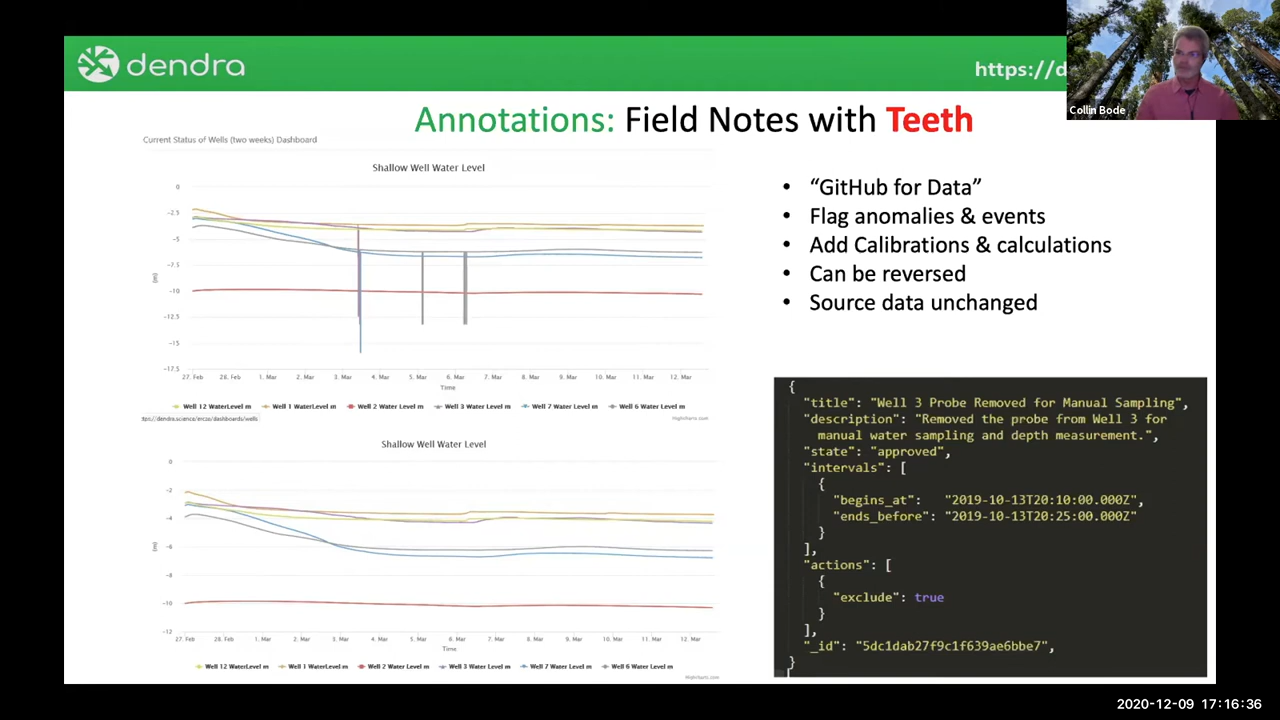 dendra
https://d
Collin Bode
Annotations: Field Notes with Teeth
Current Status of Wells (two weeks) Dashboard
Shallow Well Water Level
0
-2.5
-5
-7.5
-10
-12.5
-15
-17.5
(m)
27. Feb 28. Feb 1. Mar 2. Mar 3. Mar 4. Mar 5. Mar 6. Mar 7. Mar 8. Mar 9. Mar 10. Mar 11. Mar 12. Mar
Time
Well 12 WaterLevel m Well 1 WaterLevel m Well 2 Water Level m Well 3 Water Level m Well 7 Water Level m Well 6 Water Level m
ttps://dendra.science/erczo/dashboards/wells
Highcharts.com
Shallow Well Water Level
0
-2
-4
-6
-8
-10
-12
(m)
27. Feb 28. Feb 1. Mar 2. Mar 3. Mar 4. Mar 5. Mar 6. Mar 7. Mar 8. Mar 9. Mar 10. Mar 11. Mar 12. Mar
Time
Well 12 WaterLevel m Well 1 WaterLevel m Well 2 Water Level m Well 3 Water Level m Well 7 Water Level m Well 6 Water Level m
Highcharts.com
• “GitHub for Data”
• Flag anomalies & events
• Add Calibrations & calculations
• Can be reversed
• Source data unchanged
{
"title": "Well 3 Probe Removed for Manual Sampling",
"description": "Removed the probe from Well 3 for
manual water sampling and depth measurement.",
"state": "approved",
"intervals": [
{
"begins_at": "2019-10-13T20:10:00.000Z",
"ends_before": "2019-10-13T20:25:00.000Z"
}
],
"actions": [
{
"exclude": true
}
],
"_id": "5dc1dab27f9c1f639ae6bbe7",
}
2020-12-09 17:16:36